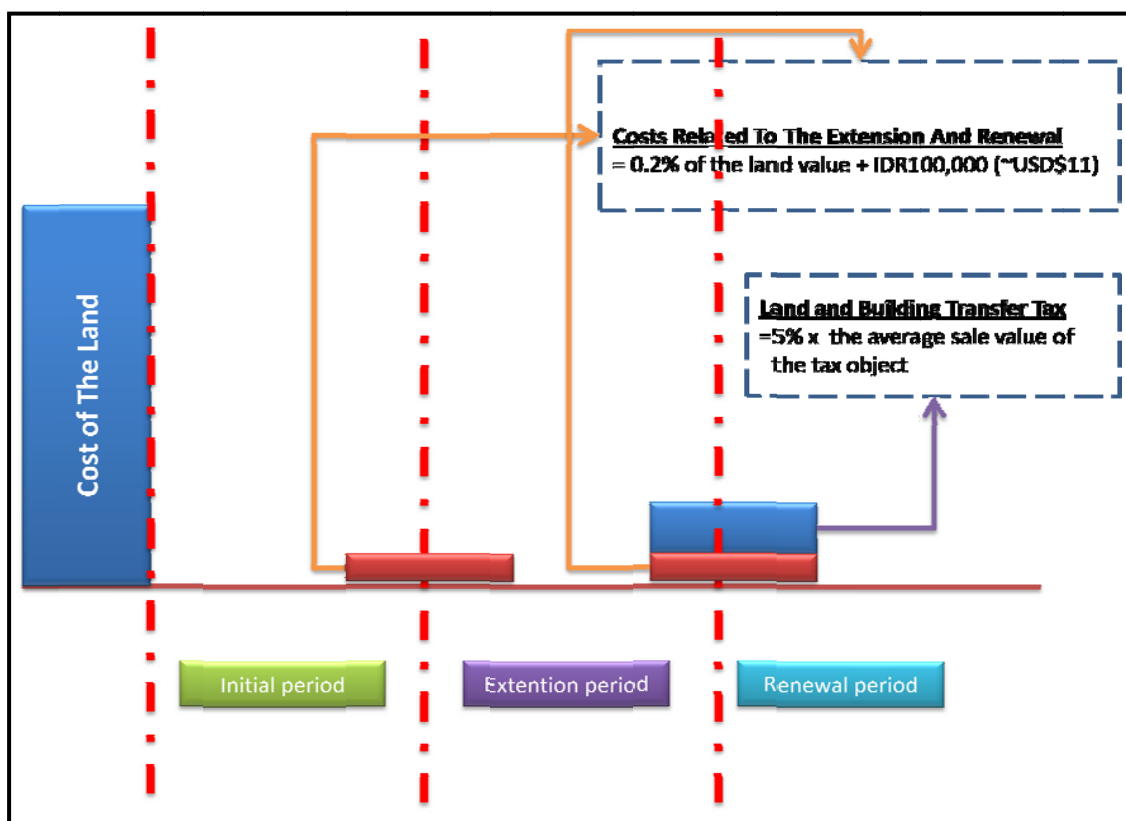 Costs Related To The Extension And Renewal
= 0.2% of the land value + IDR100,000 (~USD$11)
Land and Building Transfer Tax
=5% x the average sale value of
the tax object
Cost of The Land
Initial period
Extention period
Renewal period